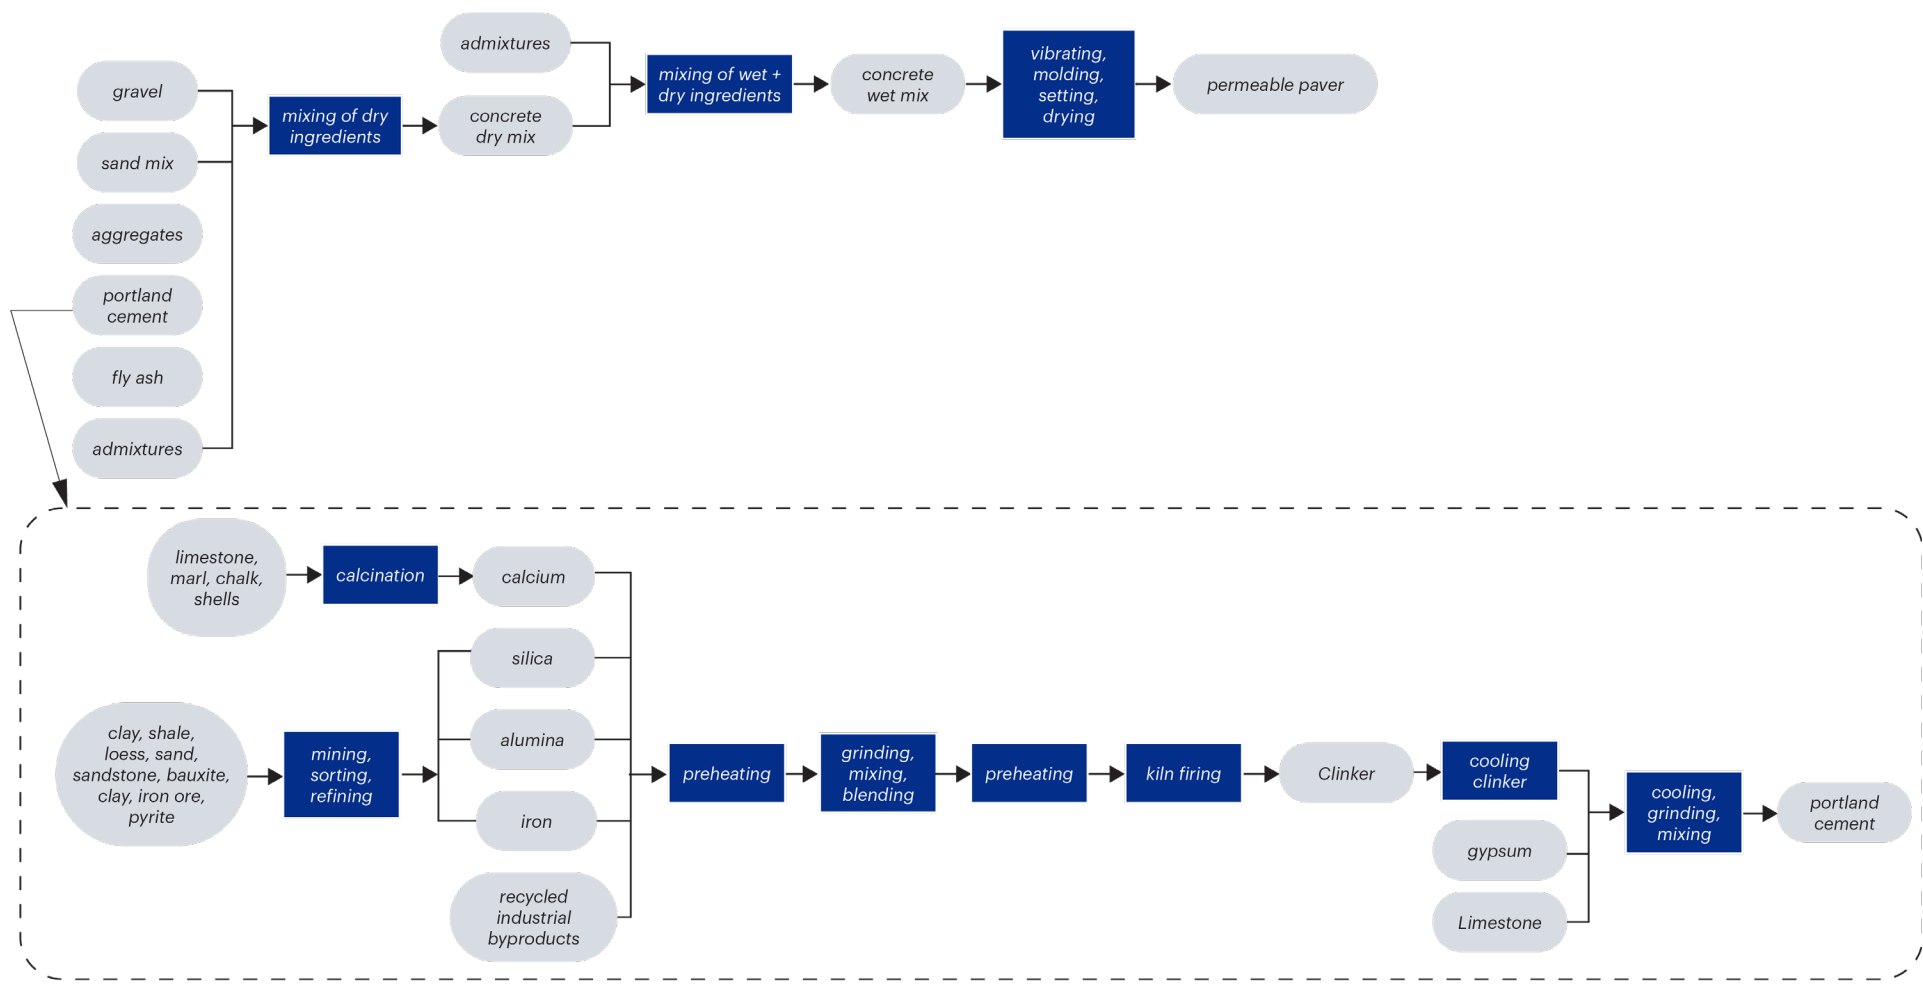 admixtures
gravel
sand mix
aggregates
portland
cement
fly ash
admixtures
mixing of dry
ingredients
concrete
dry mix
mixing of wet +
dry ingredients
concrete
wet mix
vibrating,
molding,
setting,
drying
permeable paver
limestone,
marl, chalk,
shells
calcination
calcium
clay, shale,
loess, sand,
sandstone, bauxite,
clay, iron ore,
pyrite
mining,
sorting,
refining
silica
alumina
iron
recycled
industrial
byproducts
preheating
grinding,
mixing,
blending
preheating
kiln firing
Clinker
cooling
clinker
gypsum
Limestone
cooling,
grinding,
mixing
portland
cement